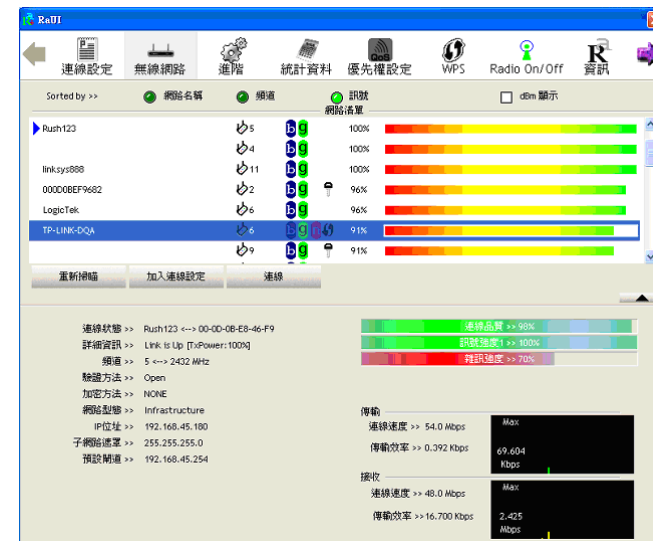 RaUI
連線設定 無線網路 進階 統計資料 優先權設定 WPS Radio On/Off 資訊
QoS
Sorted by >> 網路名稱 頻道 訊號 dBm 顯示
網路清單
Rush123 5 b g 100%
4 b g 100%
linksys888 11 b g 100%
000D0BEF9682 2 b g 96%
LogicTek 6 b g 96%
TP-LINK-DQA 6 b g n 91%
9 b g 91%
重新掃瞄 加入連線設定 連線
連線狀態 >> Rush123 <--> 00-0D-0B-E8-46-F9
詳細資訊 >> Link is Up [TxPower:100%]
頻道 >> 5 <--> 2432 MHz
驗證方法 >> Open
加密方法 >> NONE
網路型態 >> Infrastructure
IP位址 >> 192.168.45.180
子網路遮罩 >> 255.255.255.0
預設閘道 >> 192.168.45.254
連線品質 >> 98%
訊號強度1 >> 100%
雜訊強度 >> 70%
傳輸
連線速度 >> 54.0 Mbps
傳輸效率 >> 0.392 Kbps
Max
69.604
Kbps
接收
連線速度 >> 48.0 Mbps
傳輸效率 >> 16.700 Kbps
Max
2.425
Mbps